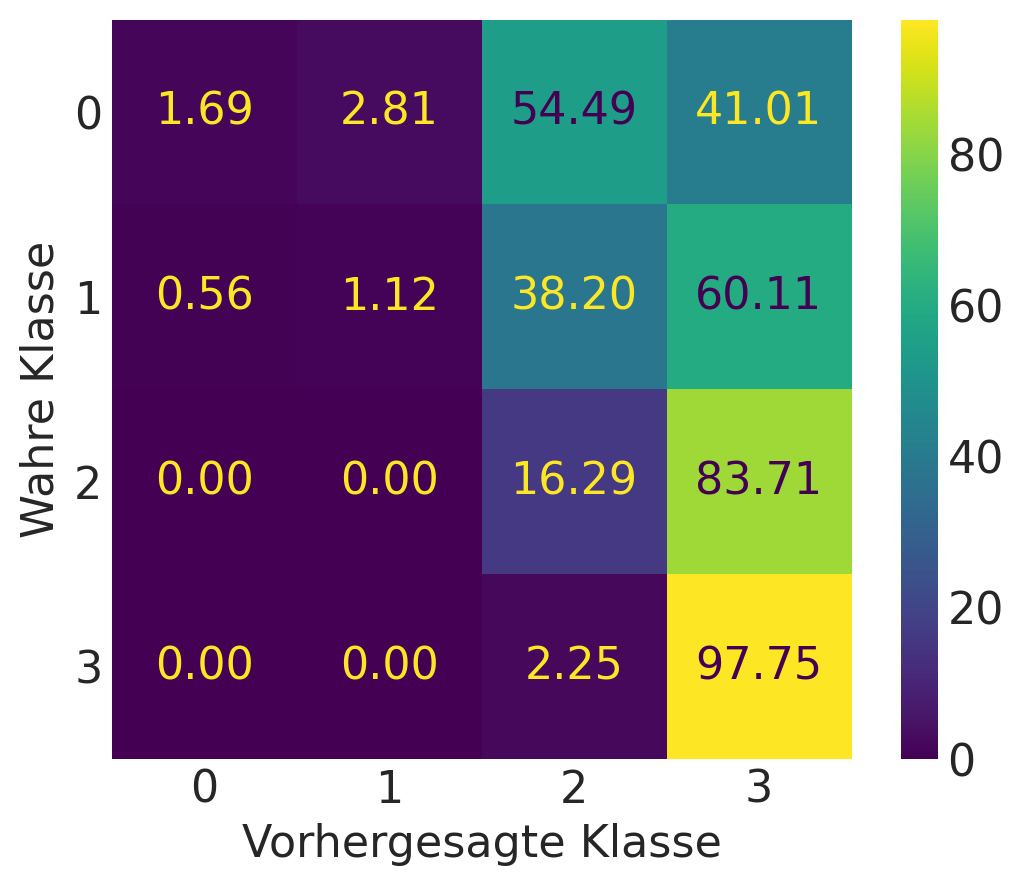 0 1.69 2.81 54.49 41.01
1 0.56 1.12 38.20 60.11
2 0.00 0.00 16.29 83.71
3 0.00 0.00 2.25 97.75
0 1 2 3
Vorhergesagte Klasse
Wahre Klasse
80
60
40
20
0